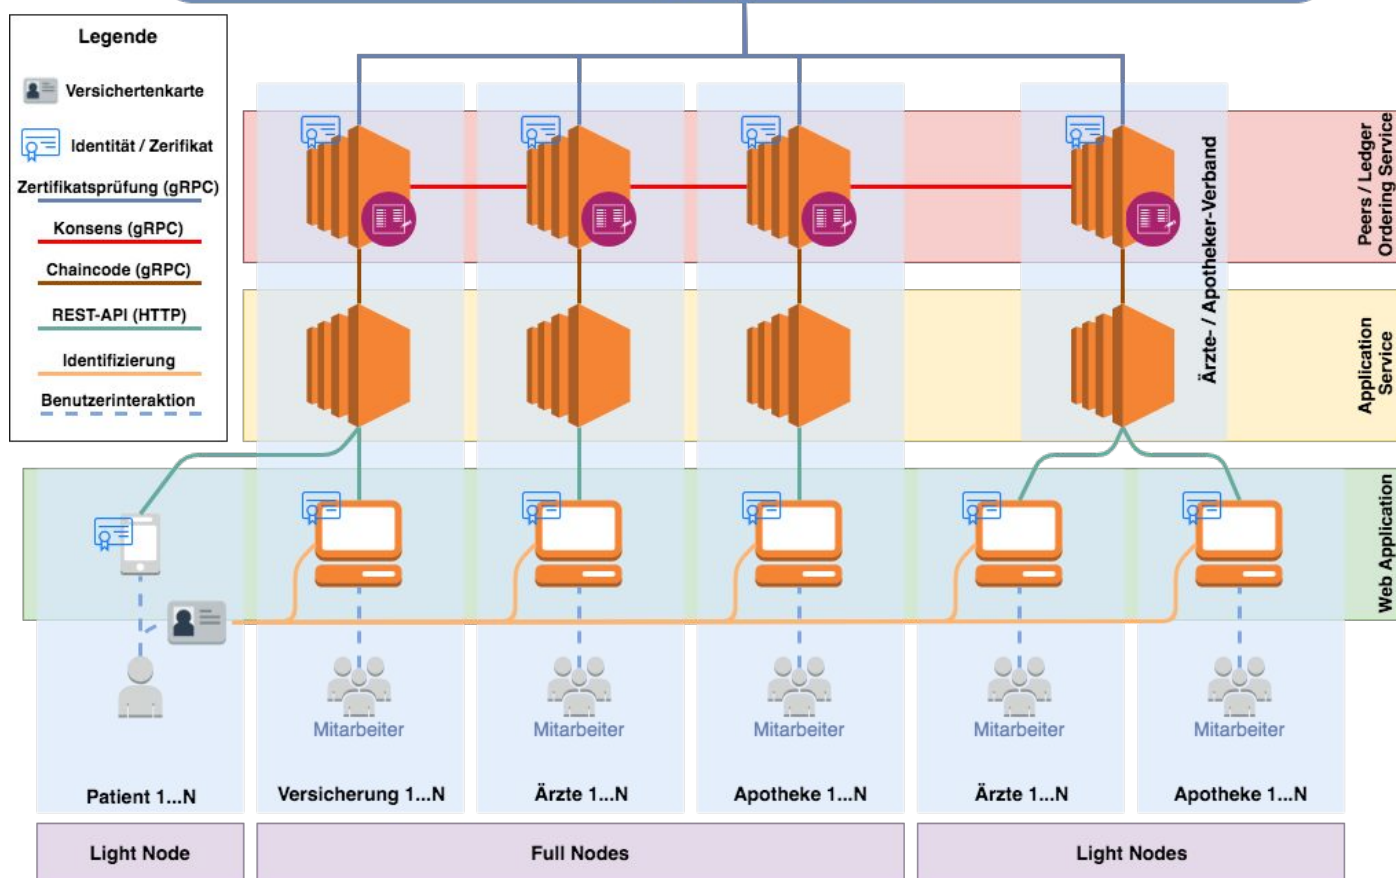 Legende
Versichertenkarte
Identität / Zerifikat
Zertifikatsprüfung (gRPC)
Konsens (gRPC)
Chaincode (gRPC)
REST-API (HTTP)
Identifizierung
Benutzerinteraktion
Peers / Ledger
Ordering Service
Ärzte- / Apotheker-Verband
Application
Service
Web Application
Mitarbeiter
Mitarbeiter
Mitarbeiter
Mitarbeiter
Mitarbeiter
Patient 1...N
Versicherung 1...N
Ärzte 1...N
Apotheke 1...N
Ärzte 1...N
Apotheke 1...N
Light Node
Full Nodes
Light Nodes